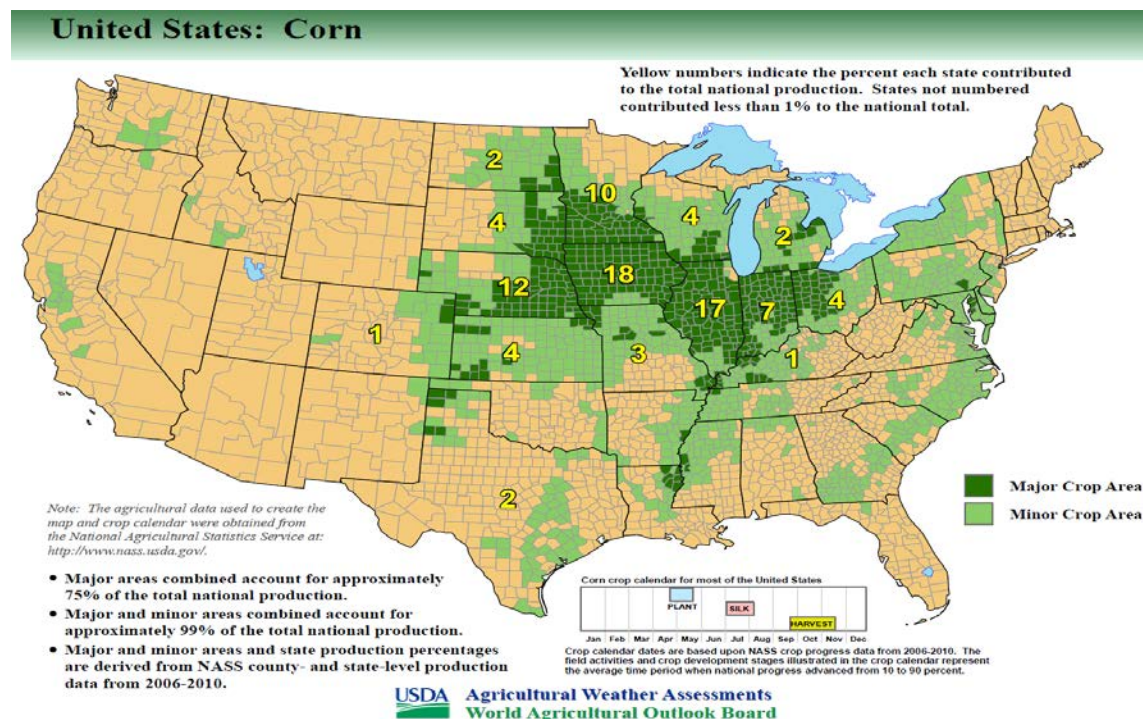 United States: Corn
Yellow numbers indicate the percent each state contributed
to the total national production. States not numbered
contributed less than 1% to the national total.
2
10
4
4
2
12
18
17
7
4
1
4
3
1
2
Major Crop Area
Minor Crop Area
Note: The agricultural data used to create the
map and crop calendar were obtained from
the National Agricultural Statistics Service at:
http://www.nass.usda.gov/.
• Major areas combined account for approximately
75% of the total national production.
• Major and minor areas combined account for
approximately 99% of the total national production.
• Major and minor areas and state production percentages
are derived from NASS county- and state-level production
data from 2006-2010.
Corn crop calendar for most of the United States
PLANT
SILK
HARVEST
Jan Feb Mar Apr May Jun Jul Aug Sep Oct Nov Dec
Crop calendar dates are based upon NASS crop progress data from 2006-2010. The
field activities and crop development stages illustrated in the crop calendar represent
the average time period when national progress advanced from 10 to 90 percent.
USDA Agricultural Weather Assessments
World Agricultural Outlook Board